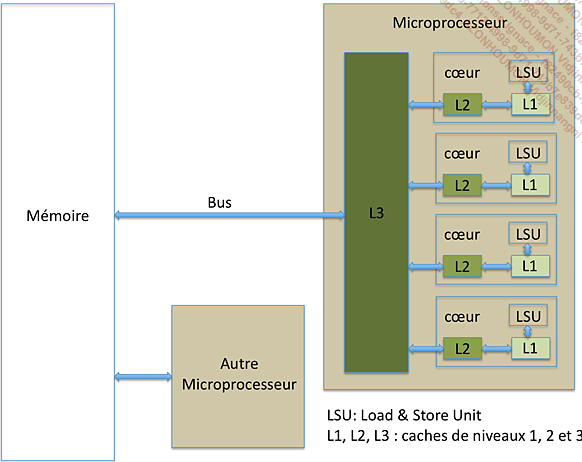 Microprocesseur
cœur
LSU
L2
L1
cœur
LSU
L2
L1
Mémoire
Bus
L3
cœur
LSU
L2
L1
cœur
LSU
L2
L1
Autre
Microprocesseur
LSU: Load & Store Unit
L1, L2, L3 : caches de niveaux 1, 2 et 3